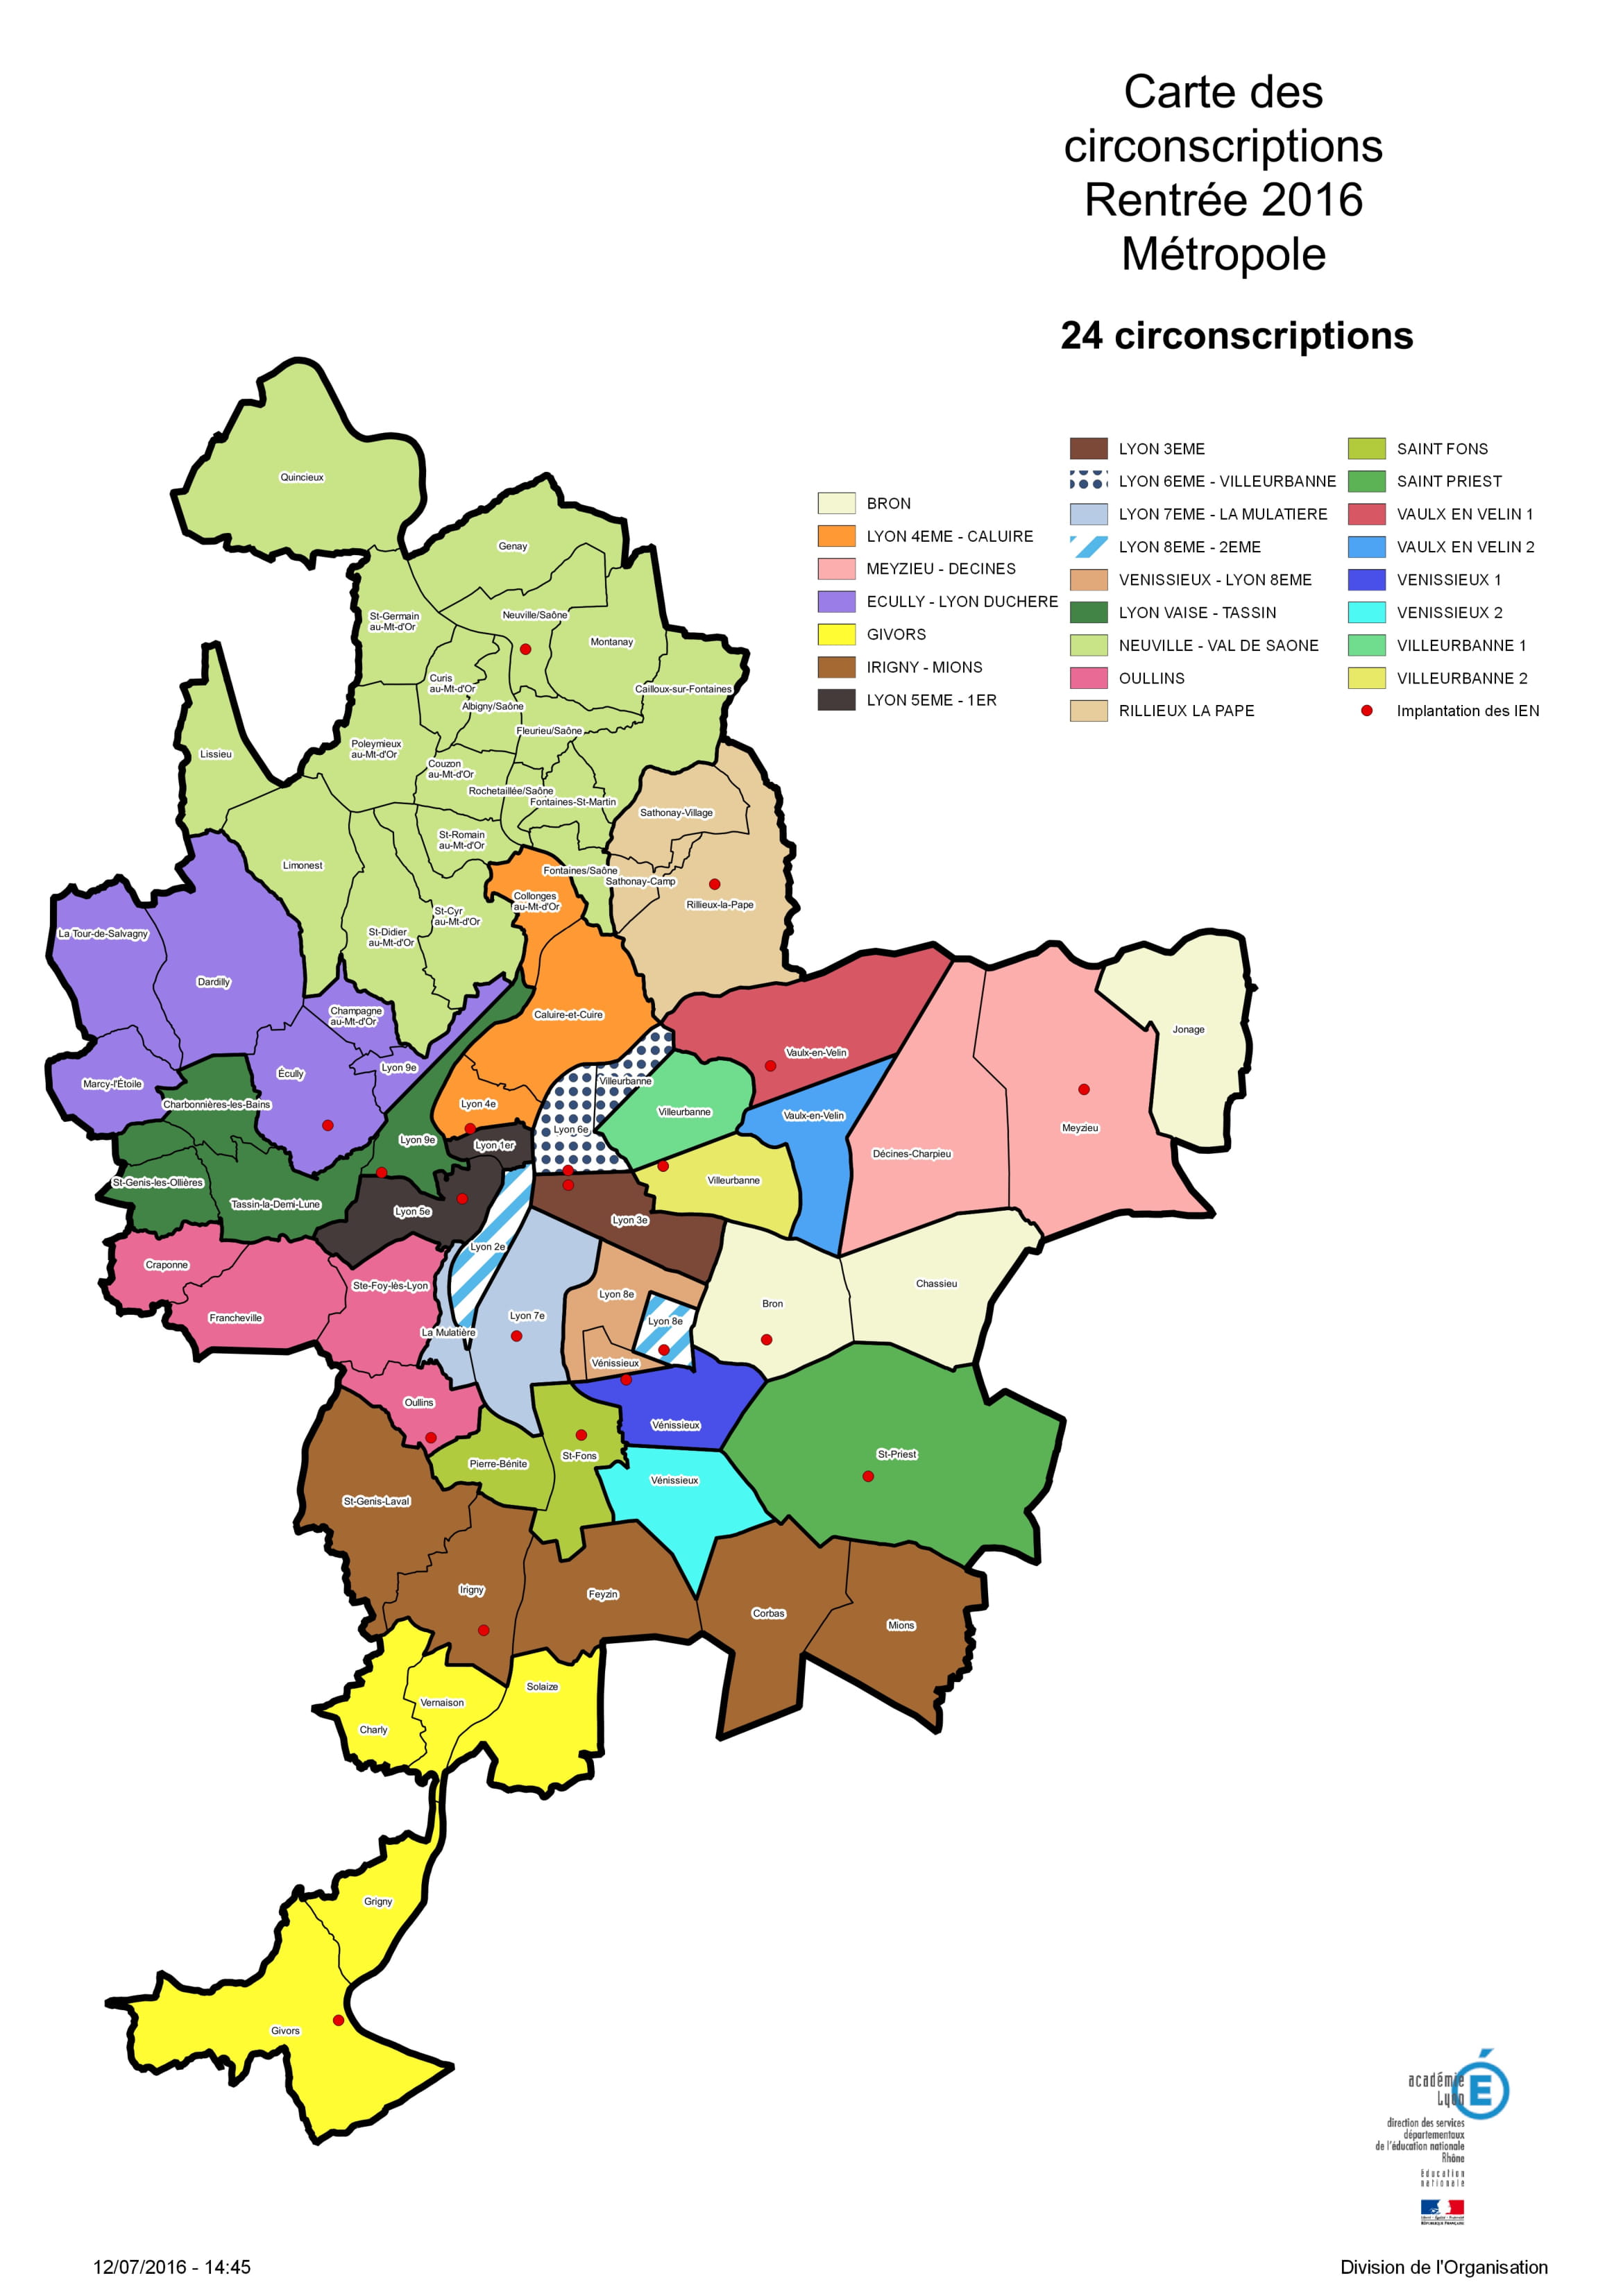 Carte des
circonscriptions
Rentrée 2016
Métropole
24 circonscriptions
BRON
LYON 4EME - CALUIRE
MEYZIEU - DECINES
ECULLY - LYON DUCHERE
GIVORS
IRIGNY - MIONS
LYON 5EME - 1ER
LYON 3EME
LYON 6EME - VILLEURBANNE
LYON 7EME - LA MULATIERE
LYON 8EME - 2EME
VENISSIEUX - LYON 8EME
LYON VAISE - TASSIN
NEUVILLE - VAL DE SAONE
OULLINS
RILLIEUX LA PAPE
SAINT FONS
SAINT PRIEST
VAULX EN VELIN 1
VAULX EN VELIN 2
VENISSIEUX 1
VENISSIEUX 2
VILLEURBANNE 1
VILLEURBANNE 2
Implantation des IEN
Quincieux
Genay
St-Germain
au-Mt-d'Or
Neuville/Saône
Montanay
Curis
au-Mt-d'Or
Cailloux-sur-Fontaines
Albigny/Saône
Fleurieu/Saône
Lissieu
Poleymieux
au-Mt-d'Or
Couzon
au-Mt-d'Or
Rochetaillée/Saône
Fontaines-St-Martin
Sathonay-Village
St-Romain
au-Mt-d'Or
Limonest
Fontaines/Saône
Sathonay-Camp
Collonges
au-Mt-d'Or
Rillieux-la-Pape
St-Cyr
au-Mt-d'Or
La Tour-de-Salvagny
St-Didier
au-Mt-d'Or
Dardilly
Champagne
au-Mt-d'Or
Caluire-et-Cuire
Jonage
Vaulx-en-Velin
Lyon 9e
Écully
Marcy-l'Étoile
Villeurbanne
Charbonnières-les-Bains
Lyon 4e
Villeurbanne
Vaulx-en-Velin
Meyzieu
Lyon 6e
Lyon 9e
Lyon 1er
Décines-Charpieu
St-Genis-les-Ollières
Villeurbanne
Tassin-la-Demi-Lune
Lyon 5e
Lyon 3e
Lyon 2e
Craponne
Ste-Foy-lès-Lyon
Chassieu
Lyon 8e
Bron
Francheville
Lyon 7e
Lyon 8e
La Mulatière
Vénissieux
Oullins
Vénissieux
St-Priest
St-Fons
Pierre-Bénite
Vénissieux
St-Genis-Laval
Irigny
Feyzin
Corbas
Mions
Solaize
Vernaison
Charly
Grigny
Givors
académie
Lyon
É
direction des services
départementaux
de l'éducation nationale
Rhône
éducation
nationale
Liberté • Égalité • Fraternité
RÉPUBLIQUE FRANÇAISE
12/07/2016 - 14:45
Division de l'Organisation